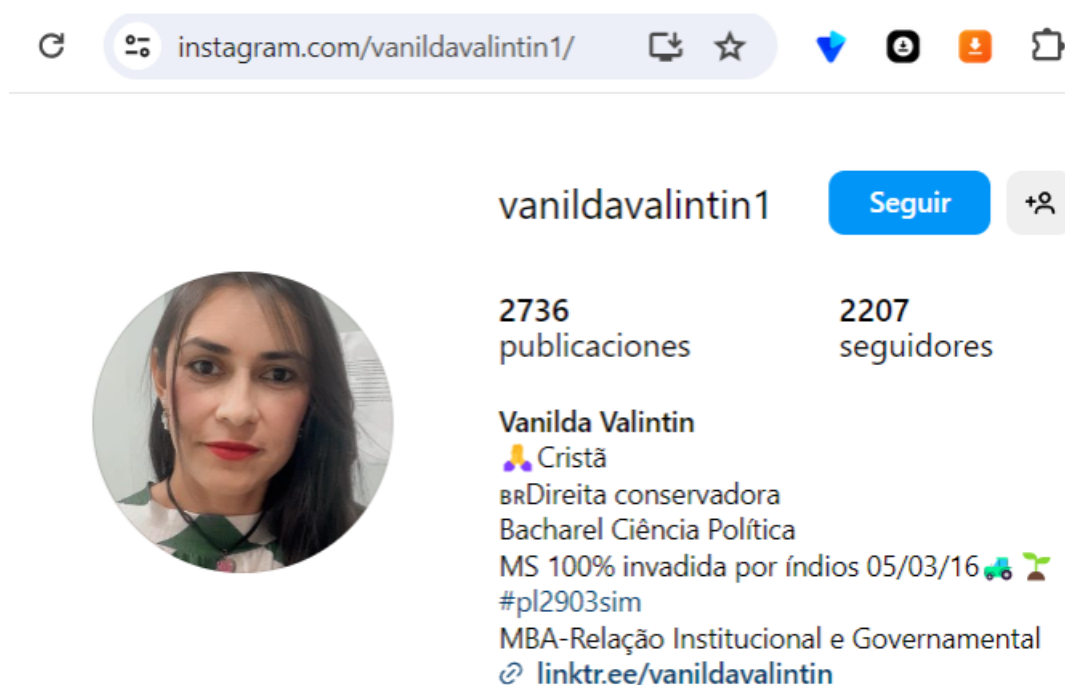 instagram.com/vanildavalintin1/
vanildavalintin1
Seguir
2736
publicaciones
2207
seguidores
Vanilda Valintin
Cristã
BRDireita conservadora
Bacharel Ciência Política
MS 100% invadida por índios 05/03/16
#pl2903sim
MBA-Relação Institucional e Governamental
linktr.ee/vanildavalintin